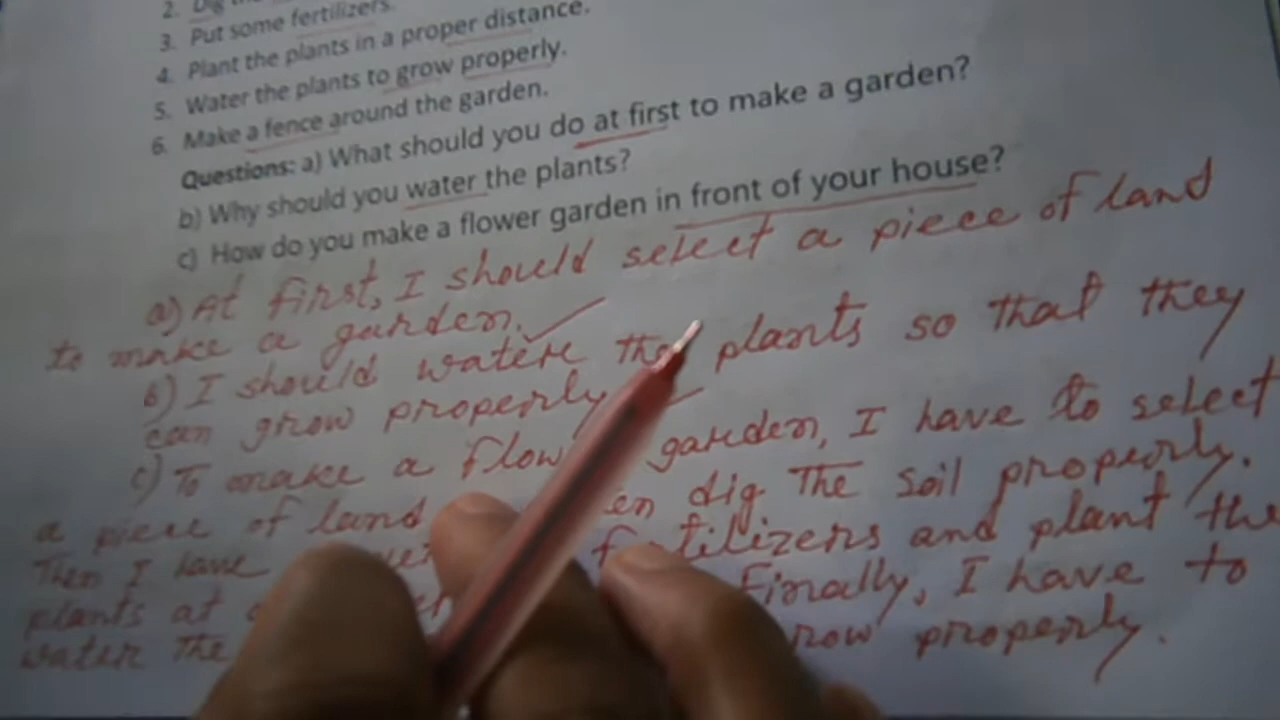 2. Dig
3. Put some fertilizers.
4. Plant the plants in a proper distance.
5. Water the plants to grow properly.
6. Make a fence around the garden.
Questions: a) What should you do at first to make a garden?
b) Why should you water the plants?
c) How do you make a flower garden in front of your house?
a) At first, I should select a piece of land
to make a garden.
b) I should water the plants so that they
can grow properly
c) To make a flow garden, I have to select
a piece of land en dig the soil properly.
Then I have fertilizers and plant the
plants at Finally, I have to
water the row properly.